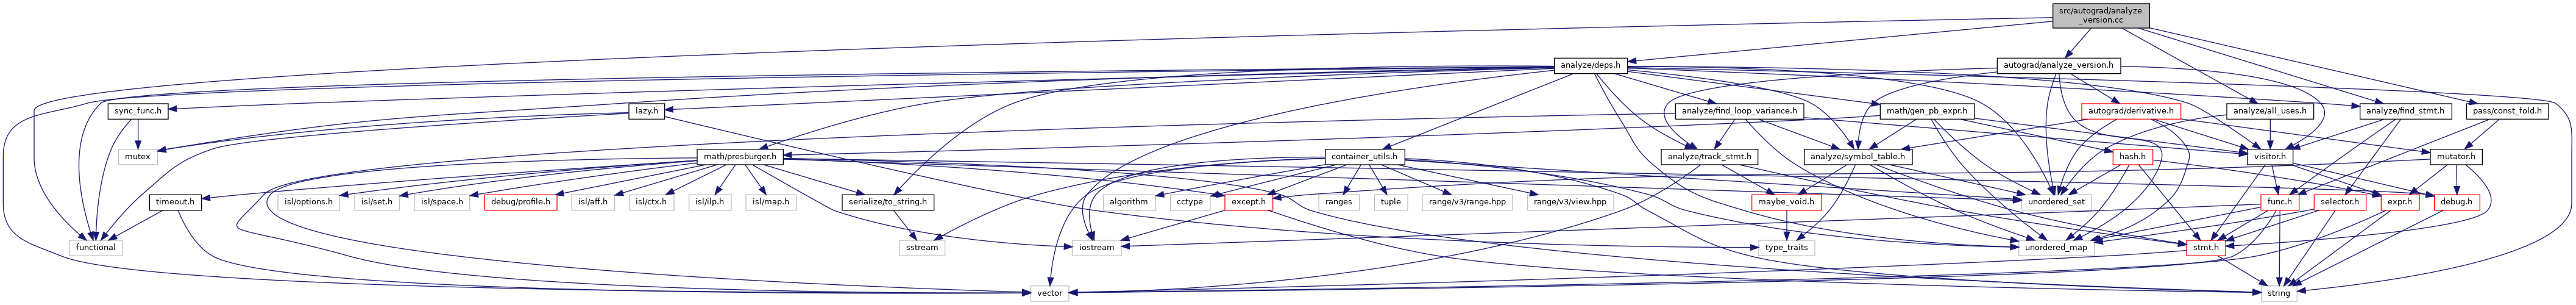 src/autograd/analyze
_version.cc
analyze/deps.h
autograd/analyze_version.h
sync_func.h
lazy.h
analyze/find_loop_variance.h
math/gen_pb_expr.h
autograd/derivative.h
analyze/all_uses.h
analyze/find_stmt.h
pass/const_fold.h
mutex
math/presburger.h
container_utils.h
analyze/track_stmt.h
analyze/symbol_table.h
hash.h
visitor.h
mutator.h
timeout.h
isl/options.h
isl/set.h
isl/space.h
debug/profile.h
isl/aff.h
isl/ctx.h
isl/ilp.h
isl/map.h
serialize/to_string.h
algorithm
cctype
except.h
ranges
tuple
range/v3/range.hpp
range/v3/view.hpp
maybe_void.h
unordered_set
func.h
selector.h
expr.h
debug.h
functional
sstream
iostream
type_traits
unordered_map
stmt.h
vector
string